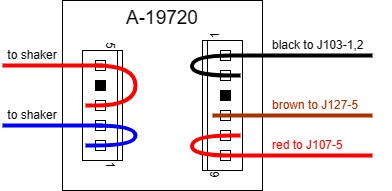 A-19720
to shaker
5
1
black to J103-1,2
to shaker
brown to J127-5
red to J107-5
1
6